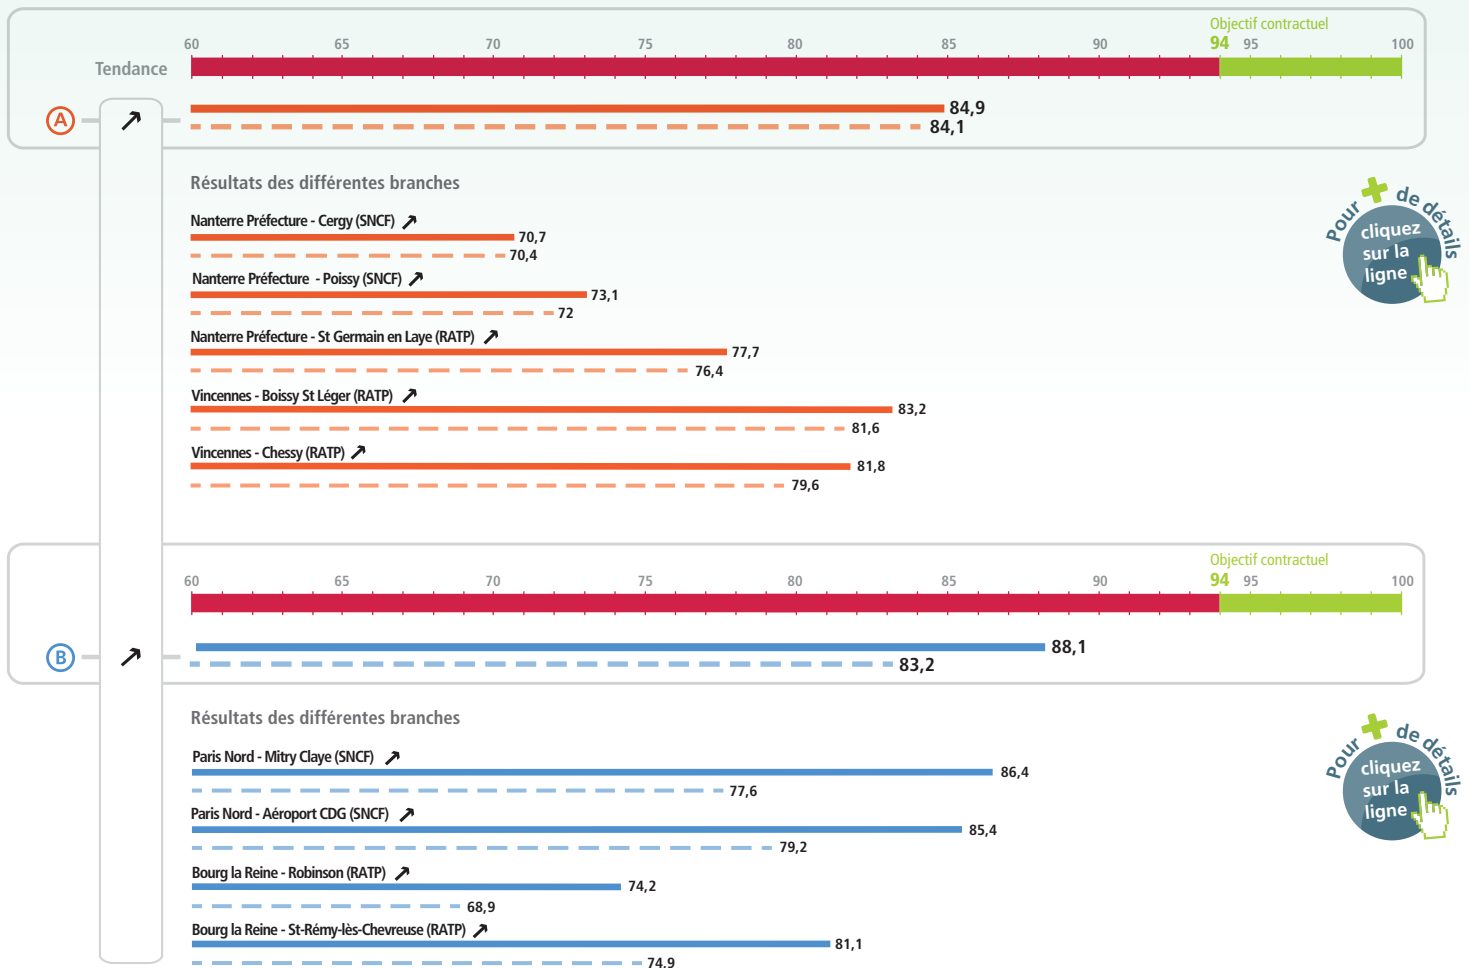 Objectif contractuel
60 65 70 75 80 85 90 94 95 100
Tendance
A
84,9
84,1
Résultats des différentes branches
Nanterre Préfecture - Cergy (SNCF)
70,7
70,4
Nanterre Préfecture - Poissy (SNCF)
73,1
72
Nanterre Préfecture - St Germain en Laye (RATP)
77,7
76,4
Vincennes - Boissy St Léger (RATP)
83,2
81,6
Vincennes - Chessy (RATP)
81,8
79,6
Pour + de détails
cliquez
sur la
ligne
Objectif contractuel
60 65 70 75 80 85 90 94 95 100
B
88,1
83,2
Résultats des différentes branches
Paris Nord - Mitry Claye (SNCF)
86,4
77,6
Paris Nord - Aéroport CDG (SNCF)
85,4
79,2
Bourg la Reine - Robinson (RATP)
74,2
68,9
Bourg la Reine - St-Rémy-lès-Chevreuse (RATP)
81,1
74,9
Pour + de détails
cliquez
sur la
ligne